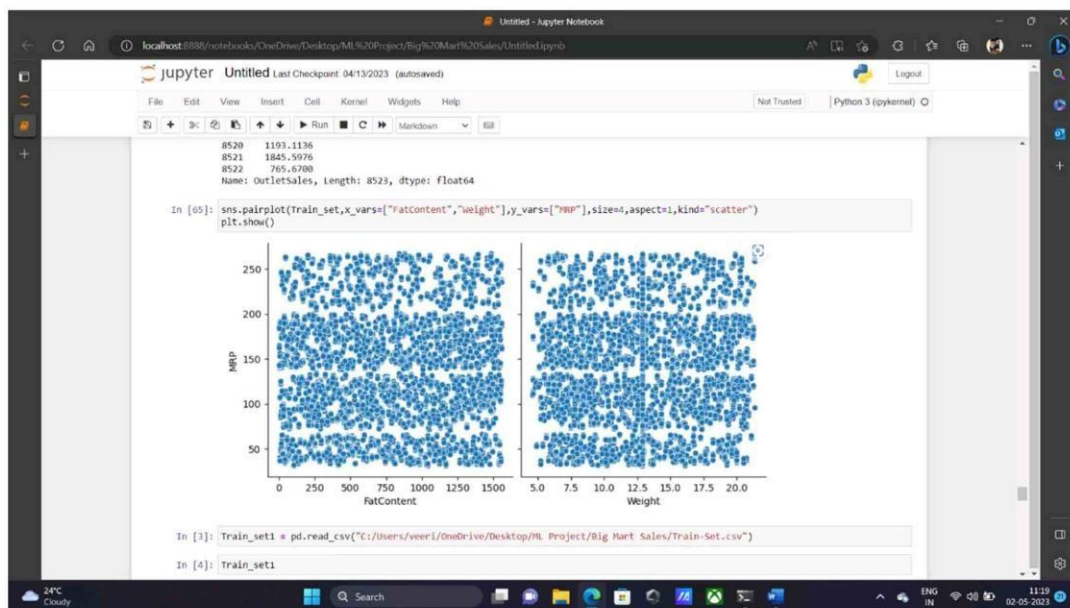 Untitled - Jupyter Notebook
localhost:8888/notebooks/OneDrive/Desktop/ML%20Project/Big%20Mart%20Sales/Untitled.ipynb
jupyter Untitled Last Checkpoint: 04/13/2023 (autosaved)
Logout
File Edit View Insert Cell Kernel Widgets Help
Not Trusted
Python 3 (ipykernel)
Run
Markdown
8520 1193.1136
8521 1845.5976
8522 765.6700
Name: OutletSales, Length: 8523, dtype: float64
In [65]: sns.pairplot(Train_set,x_vars=["FatContent","Weight"],y_vars=["MRP"],size=4,aspect=1,kind="scatter")
plt.show()
250
200
150
100
50
MRP
0 250 500 750 1000 1250 1500
FatContent
5.0 7.5 10.0 12.5 15.0 17.5 20.0
Weight
In [3]: Train_set1 = pd.read_csv("C:/Users/veeri/OneDrive/Desktop/ML Project/Big Mart Sales/Train-Set.csv")
In [4]: Train_set1
24°C
Cloudy
Search
ENG
IN
11:19
02-05-2023